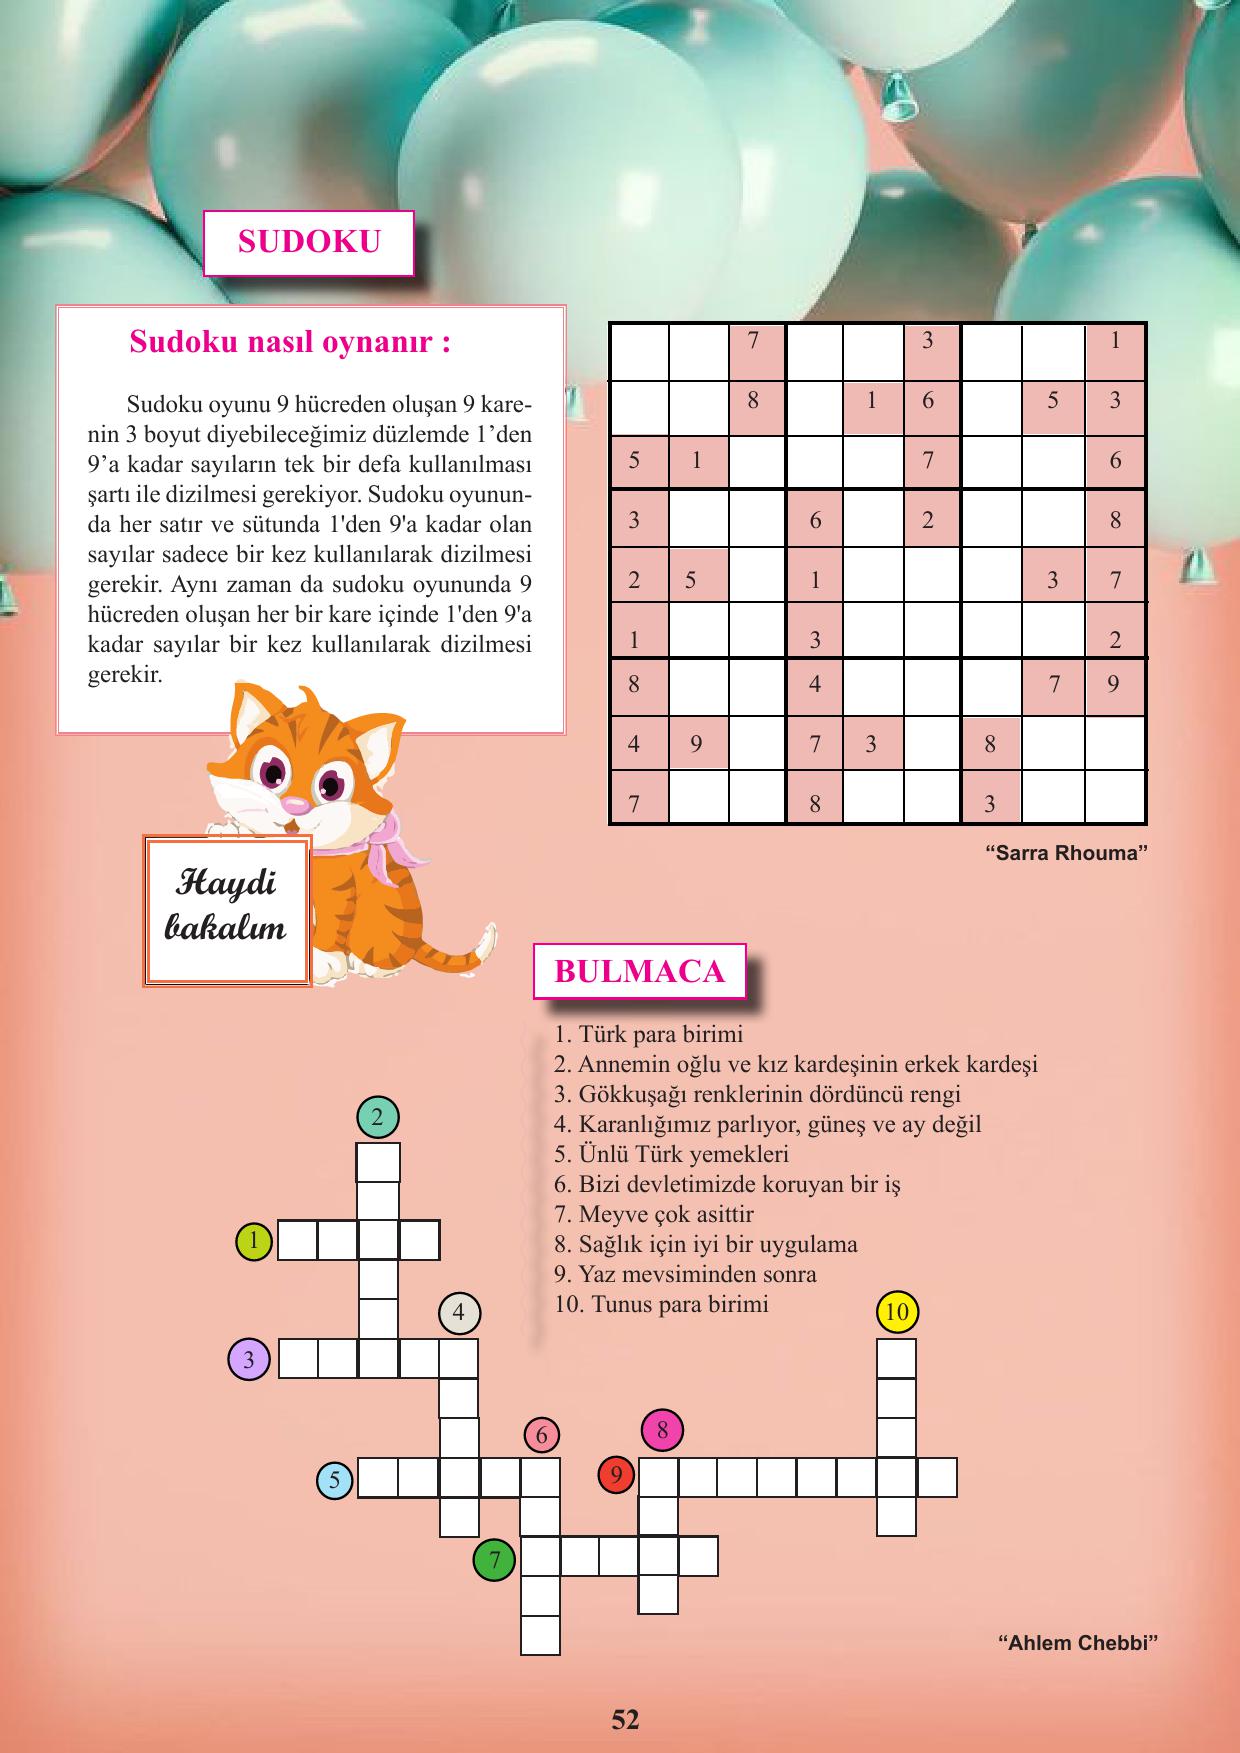 SUDOKU
Sudoku nasıl oynanır :
Sudoku oyunu 9 hücreden oluşan 9 kare-
nin 3 boyut diyebileceğimiz düzlemde 1’den
9’a kadar sayıların tek bir defa kullanılması
şartı ile dizilmesi gerekiyor. Sudoku oyunun-
da her satır ve sütunda 1'den 9'a kadar olan
sayılar sadece bir kez kullanılarak dizilmesi
gerekir. Aynı zaman da sudoku oyununda 9
hücreden oluşan her bir kare içinde 1'den 9'a
kadar sayılar bir kez kullanılarak dizilmesi
gerekir.
7 3 1
8 1 6 5 3
5 1 7 6
3 6 2 8
2 5 1 3 7
1 3 2
8 4 7 9
4 9 7 3 8
7 8 3
“Sarra Rhouma”
Haydi
bakalım
BULMACA
1. Türk para birimi
2. Annemin oğlu ve kız kardeşinin erkek kardeşi
3. Gökkuşağı renklerinin dördüncü rengi
4. Karanlığımız parlıyor, güneş ve ay değil
5. Ünlü Türk yemekleri
6. Bizi devletimizde koruyan bir iş
7. Meyve çok asittir
8. Sağlık için iyi bir uygulama
9. Yaz mevsiminden sonra
10. Tunus para birimi
2
1
4
10
3
6
8
5
9
7
“Ahlem Chebbi”
52